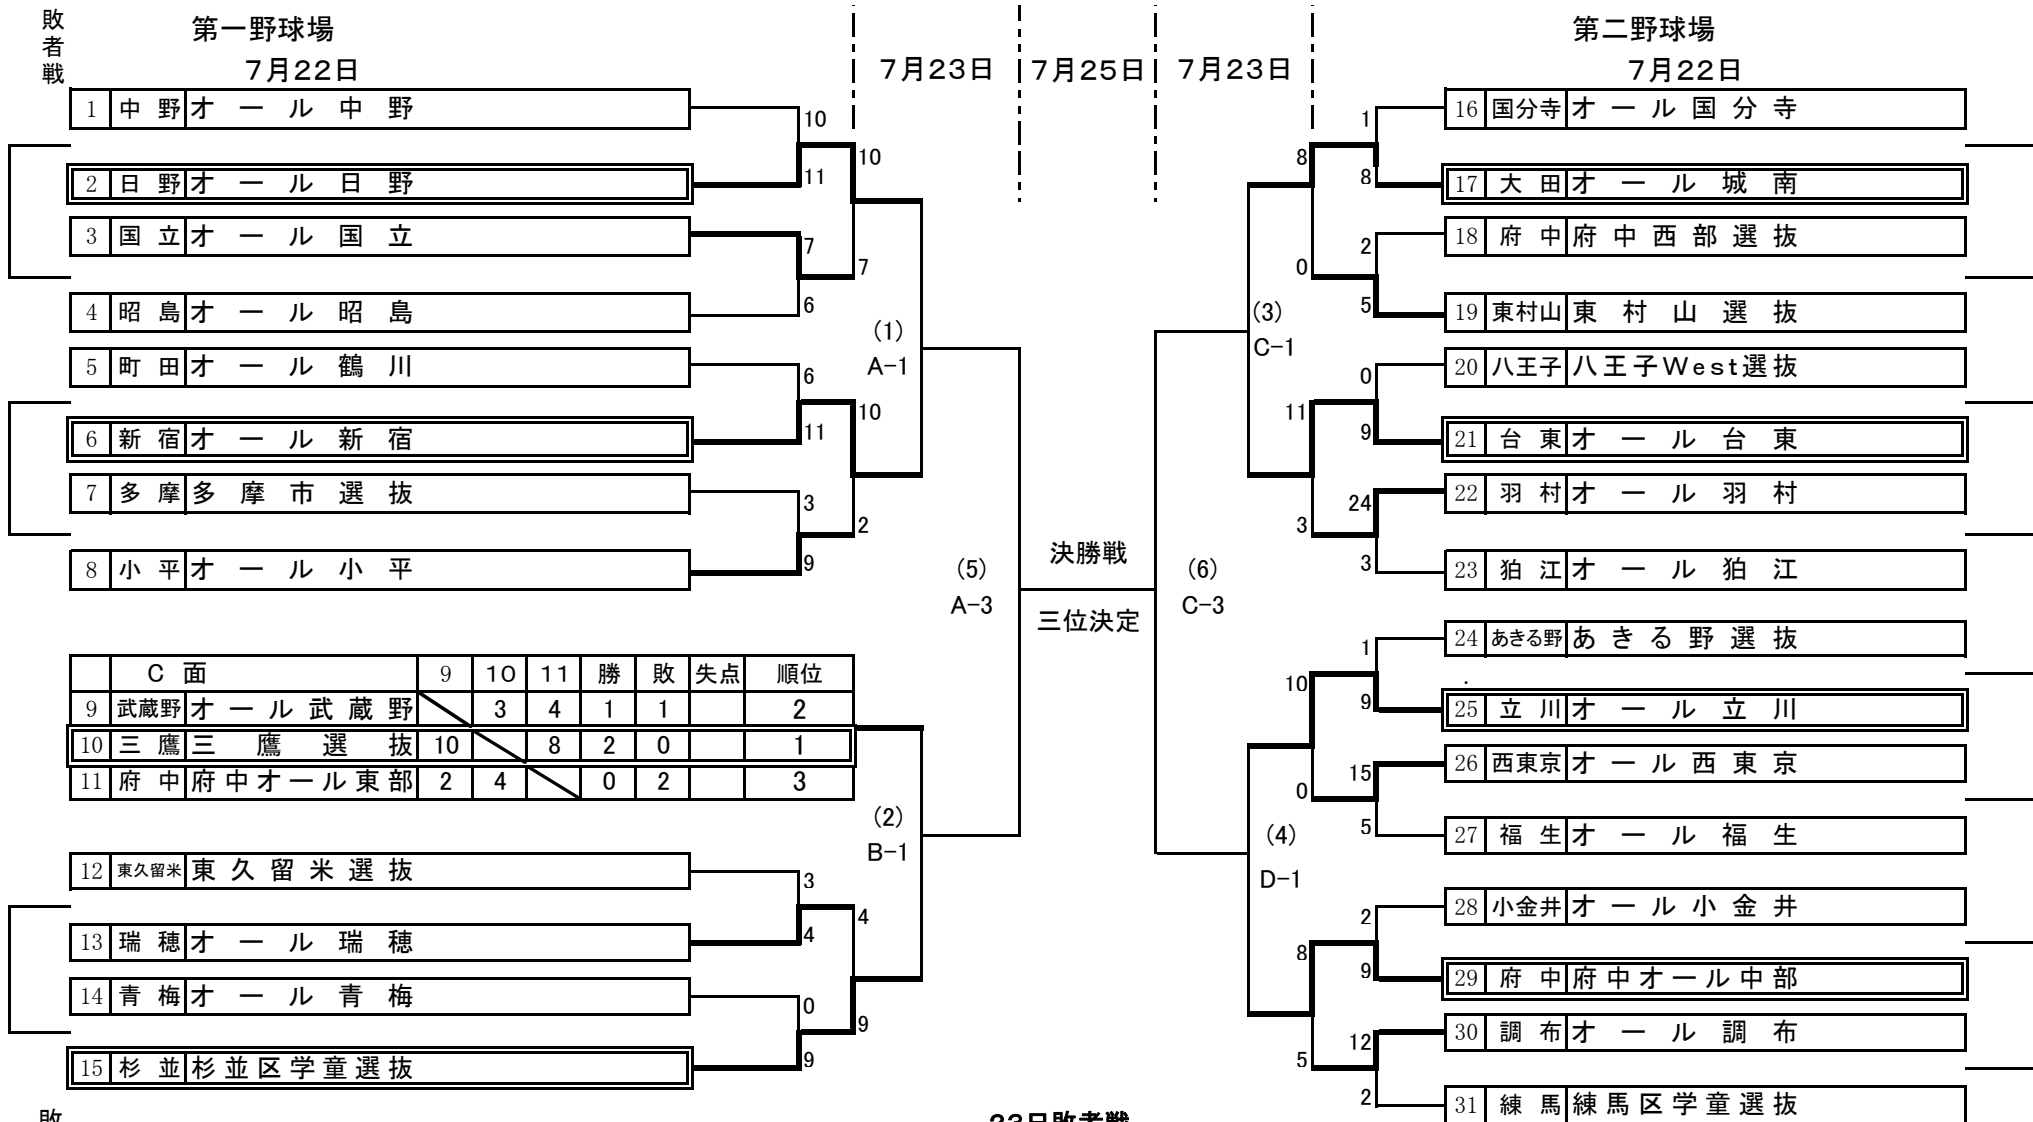 敗者戦
第一野球場
7月22日
7月23日
7月25日
7月23日
第二野球場
7月22日
1 中野 オール中野
10
2 日野 オール日野
11
10
3 国立 オール国立
7
7
4 昭島 オール昭島
6
(1)
A-1
5 町田 オール鶴川
6
6 新宿 オール新宿
11
10
7 多摩 多摩市選抜
3
2
8 小平 オール小平
9
(5)
A-3
C面 9 10 11 勝 敗 失点 順位
9 武蔵野 オール武蔵野 3 4 1 1 2
10 三鷹 三鷹選抜 10 8 2 0 1
11 府中 府中オール東部 2 4 0 2 3
(2)
B-1
12 東久留米 東久留米選抜
3
13 瑞穂 オール瑞穂
4
4
14 青梅 オール青梅
0
9
15 杉並 杉並区学童選抜
9
決勝戦
三位決定
1
16 国分寺 オール国分寺
8
8
17 大田 オール城南
2
18 府中 府中西部選抜
0
5
19 東村山 東村山選抜
(3)
C-1
0
20 八王子 八王子West選抜
11
9
21 台東 オール台東
24
22 羽村 オール羽村
3
3
23 狛江 オール狛江
(6)
C-3
1
24 あきる野 あきる野選抜
10
9
25 立川 オール立川
15
26 西東京 オール西東京
0
5
27 福生 オール福生
(4)
D-1
2
28 小金井 オール小金井
8
9
29 府中 府中オール中部
12
30 調布 オール調布
5
2
31 練馬 練馬区学童選抜
敗
23日敗者戦